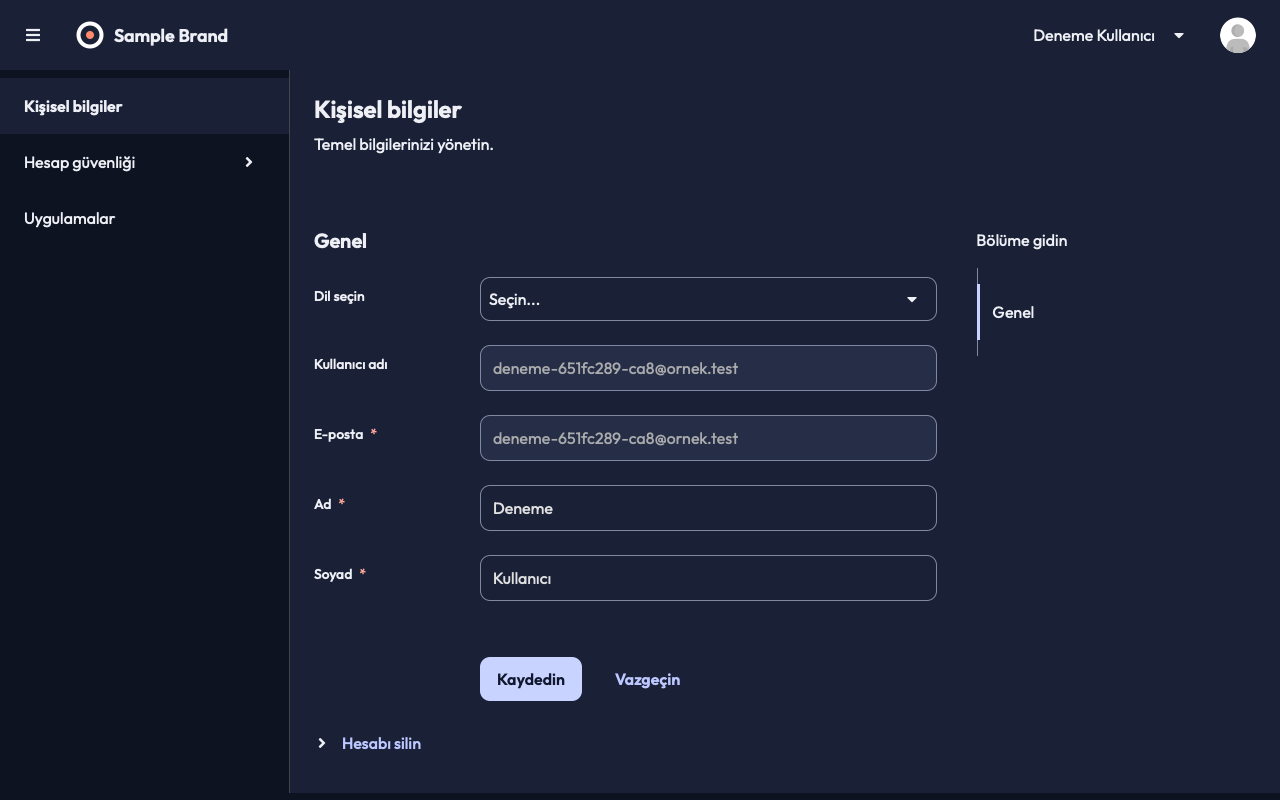 Sample Brand
Deneme Kullanıcı
Kişisel bilgiler
Hesap güvenliği
Uygulamalar
Kişisel bilgiler
Temel bilgilerinizi yönetin.
Genel
Dil seçin
Seçin...
Kullanıcı adı
deneme-651fc289-ca8@ornek.test
E-posta *
deneme-651fc289-ca8@ornek.test
Ad *
Deneme
Soyad *
Kullanıcı
Kaydedin
Vazgeçin
Hesabı silin
Bölüme gidin
Genel